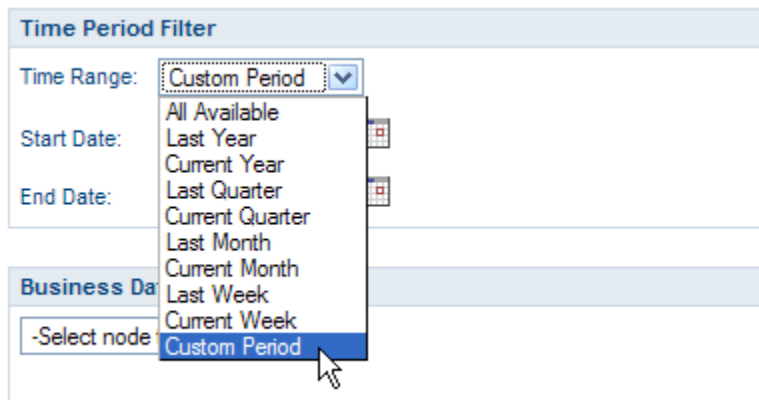 Time Period Filter
Time Range: Custom Period
All Available
Last Year
Start Date:
Current Year
Last Quarter
End Date:
Current Quarter
Last Month
Current Month
Business Da
Last Week
Current Week
-Select node
Custom Period